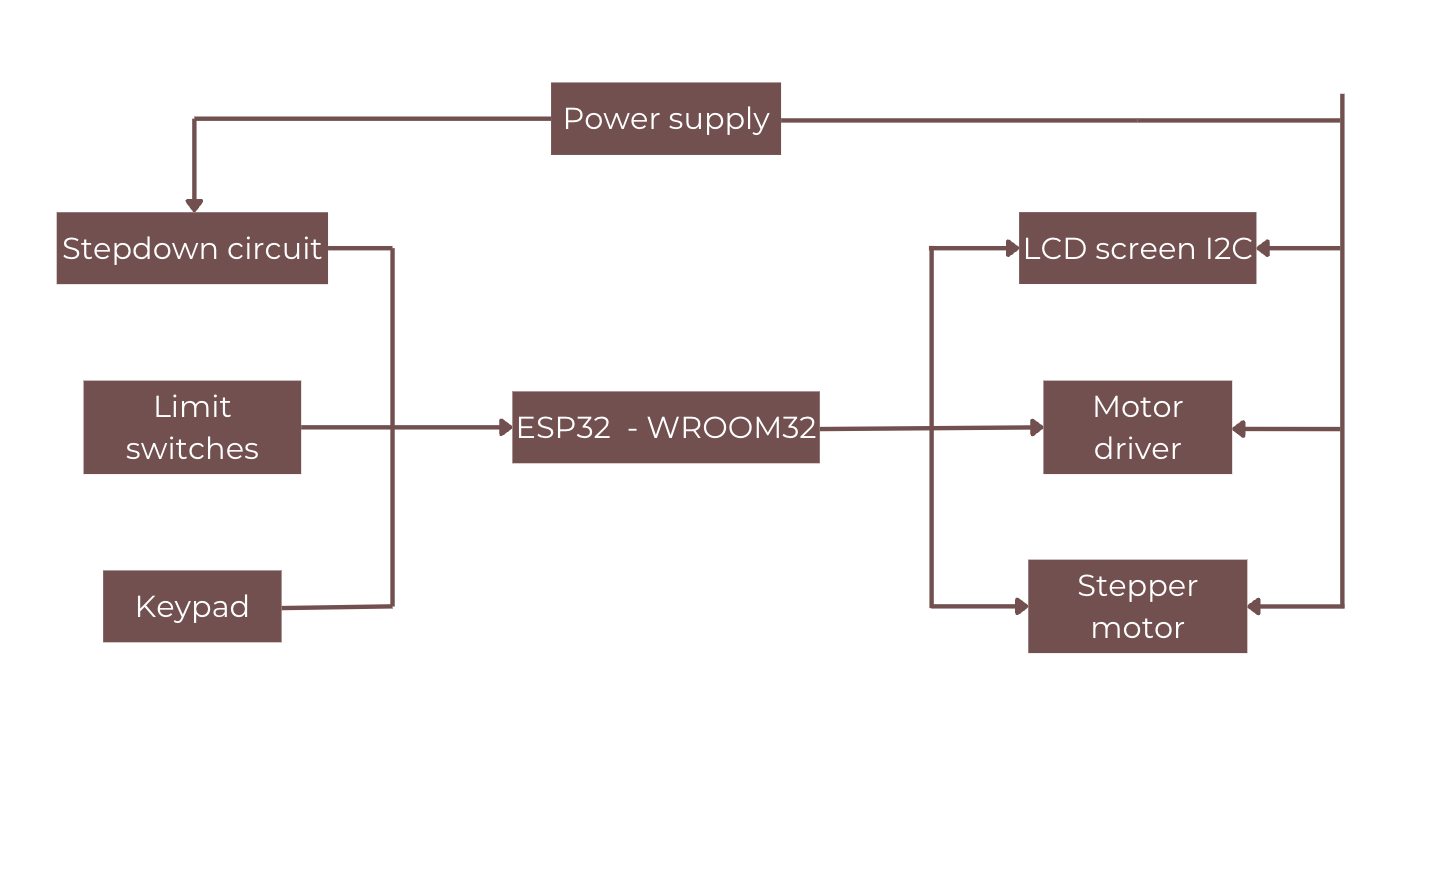 Power supply
Stepdown circuit
LCD screen I2C
Limit
switches
ESP32  - WROOM32
Motor
driver
Keypad
Stepper
motor